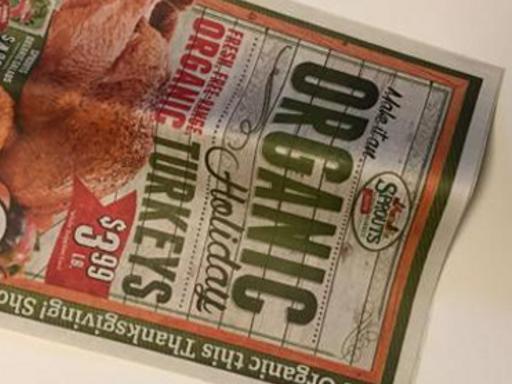 Make it an
SPROUTS
ORGANIC
Holiday
FRESH, FREE-RANGE
ORGANIC
TURKEYS
$3.99
LB.
Organic this Thanksgiving! Sho